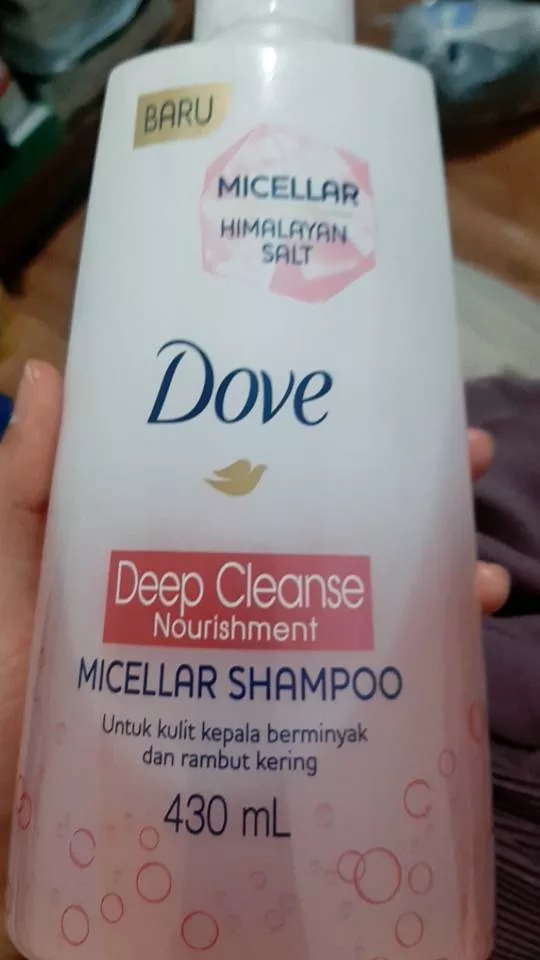 BARU
MICELLAR
HIMALAYAN
SALT
Dove
Deep Cleanse
Nourishment
MICELLAR SHAMPOO
Untuk kulit kepala berminyak
dan rambut kering
430 mL